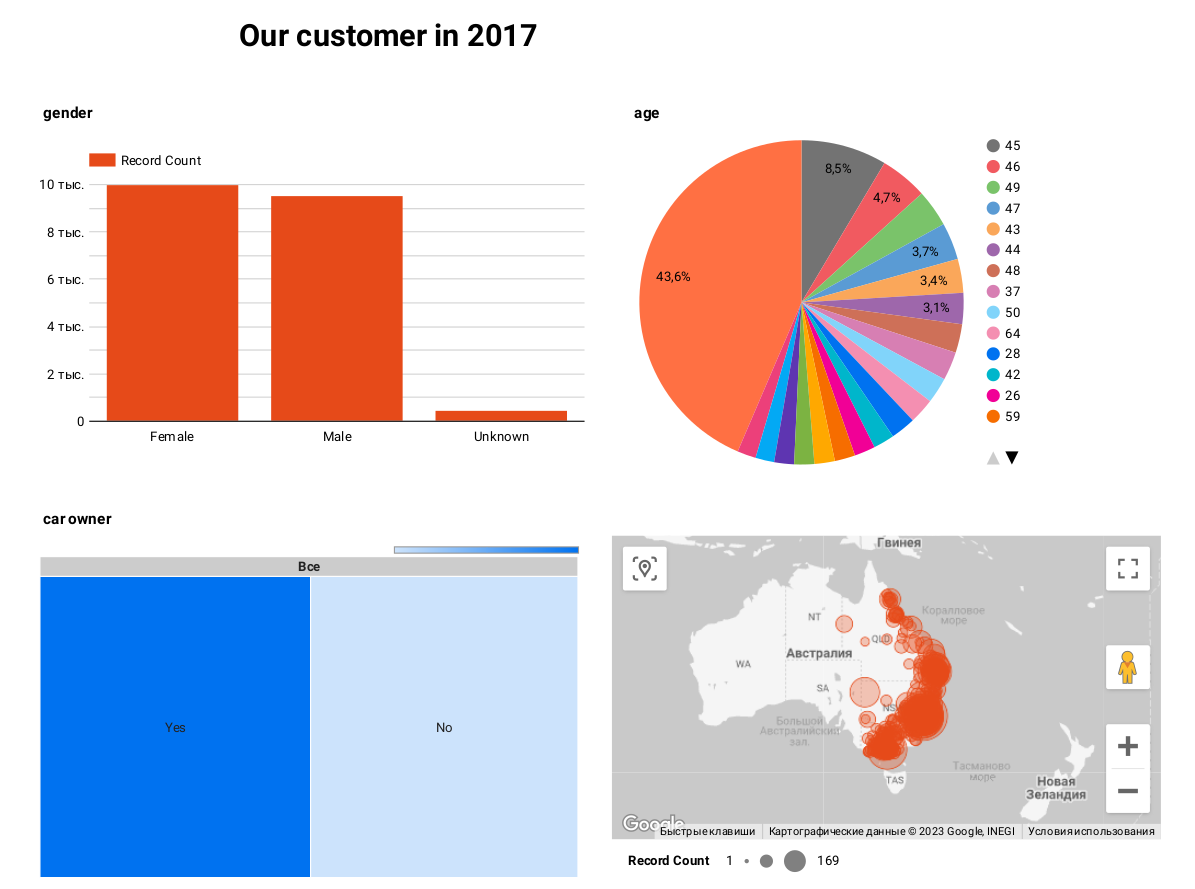 Our customer in 2017
gender
Record Count
10 тыс.
8 тыс.
6 тыс.
4 тыс.
2 тыс.
0
Female
Male
Unknown
age
8,5%
4,7%
3,7%
3,4%
3,1%
43,6%
45
46
49
47
43
44
48
37
50
64
28
42
26
59
car owner
Все
Yes
No
Гвинея
Коралловое
море
NT
QLD
Австралия
WA
SA
NS
Большой
Австралийский
зал.
Тасманово
море
TAS
Новая
Зеландия
Google
Быстрые клавиши
Картографические данные © 2023 Google, INEGI
Условия использования
Record Count 1 169